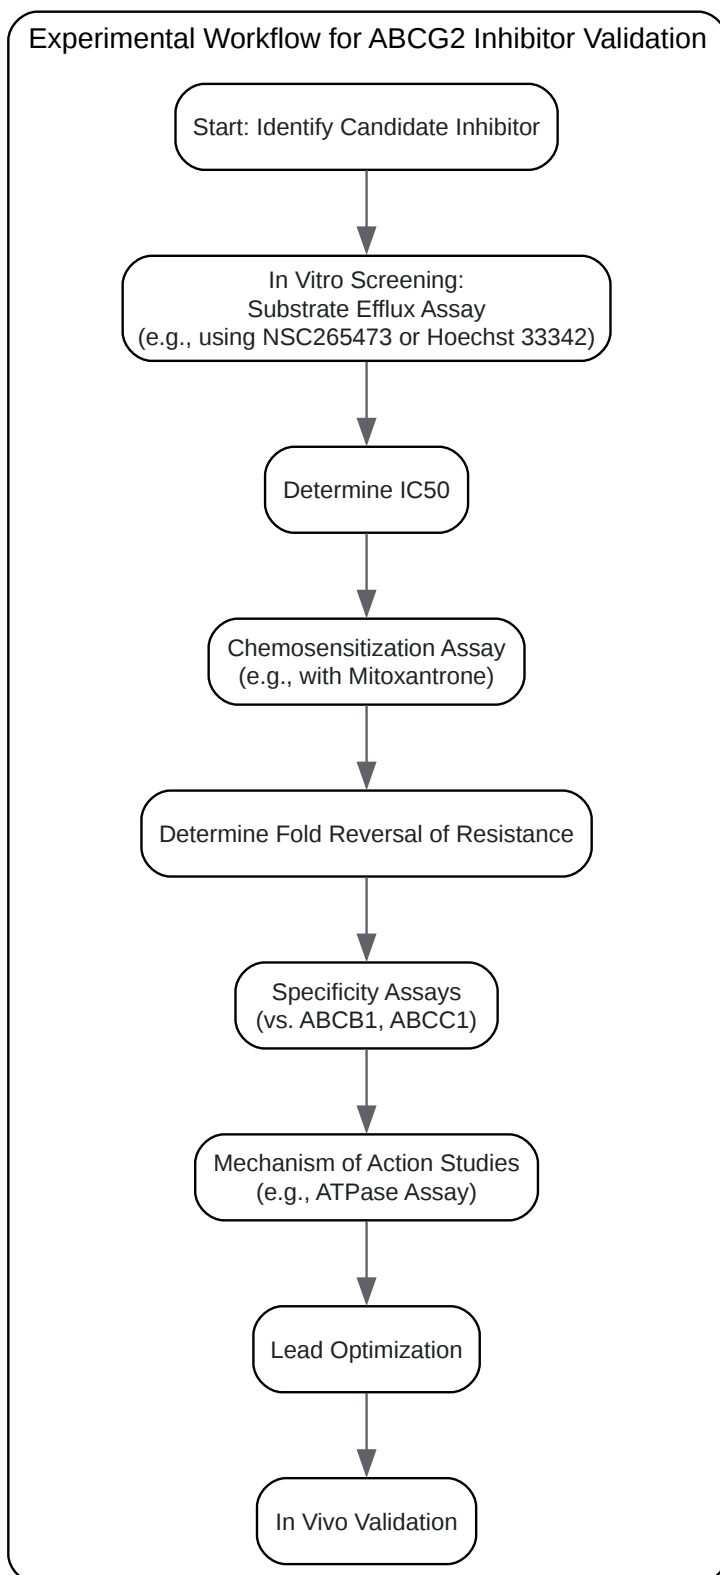 Experimental Workflow for ABCG2 Inhibitor Validation
Start: Identify Candidate Inhibitor
In Vitro Screening:
Substrate Efflux Assay
(e.g., using NSC265473 or Hoechst 33342)
Determine IC50
Chemosensitization Assay
(e.g., with Mitoxantrone)
Determine Fold Reversal of Resistance
Specificity Assays
(vs. ABCB1, ABCC1)
Mechanism of Action Studies
(e.g., ATPase Assay)
Lead Optimization
In Vivo Validation